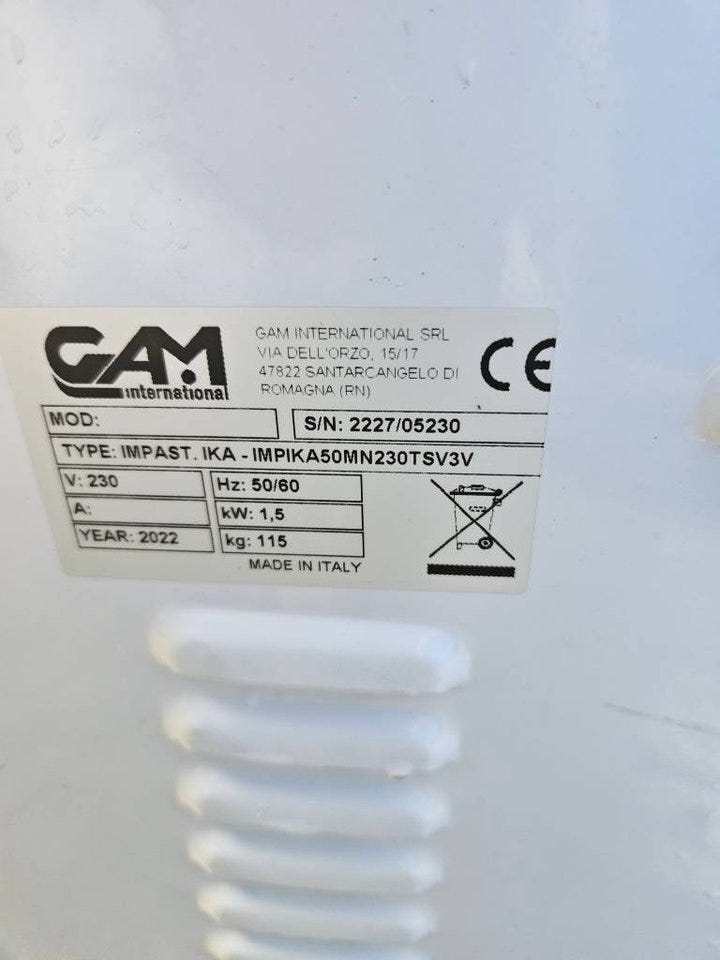 GAM
international
GAM INTERNATIONAL SRL
VIA DELL'ORZO, 15/17
47822 SANTARCANGELO DI
ROMAGNA (RN)
CE
MOD:
S/N: 2227/05230
TYPE: IMPAST. IKA - IMPIKA50MN230TSV3V
V: 230
Hz: 50/60
A:
kW: 1,5
YEAR: 2022
kg: 115
MADE IN ITALY